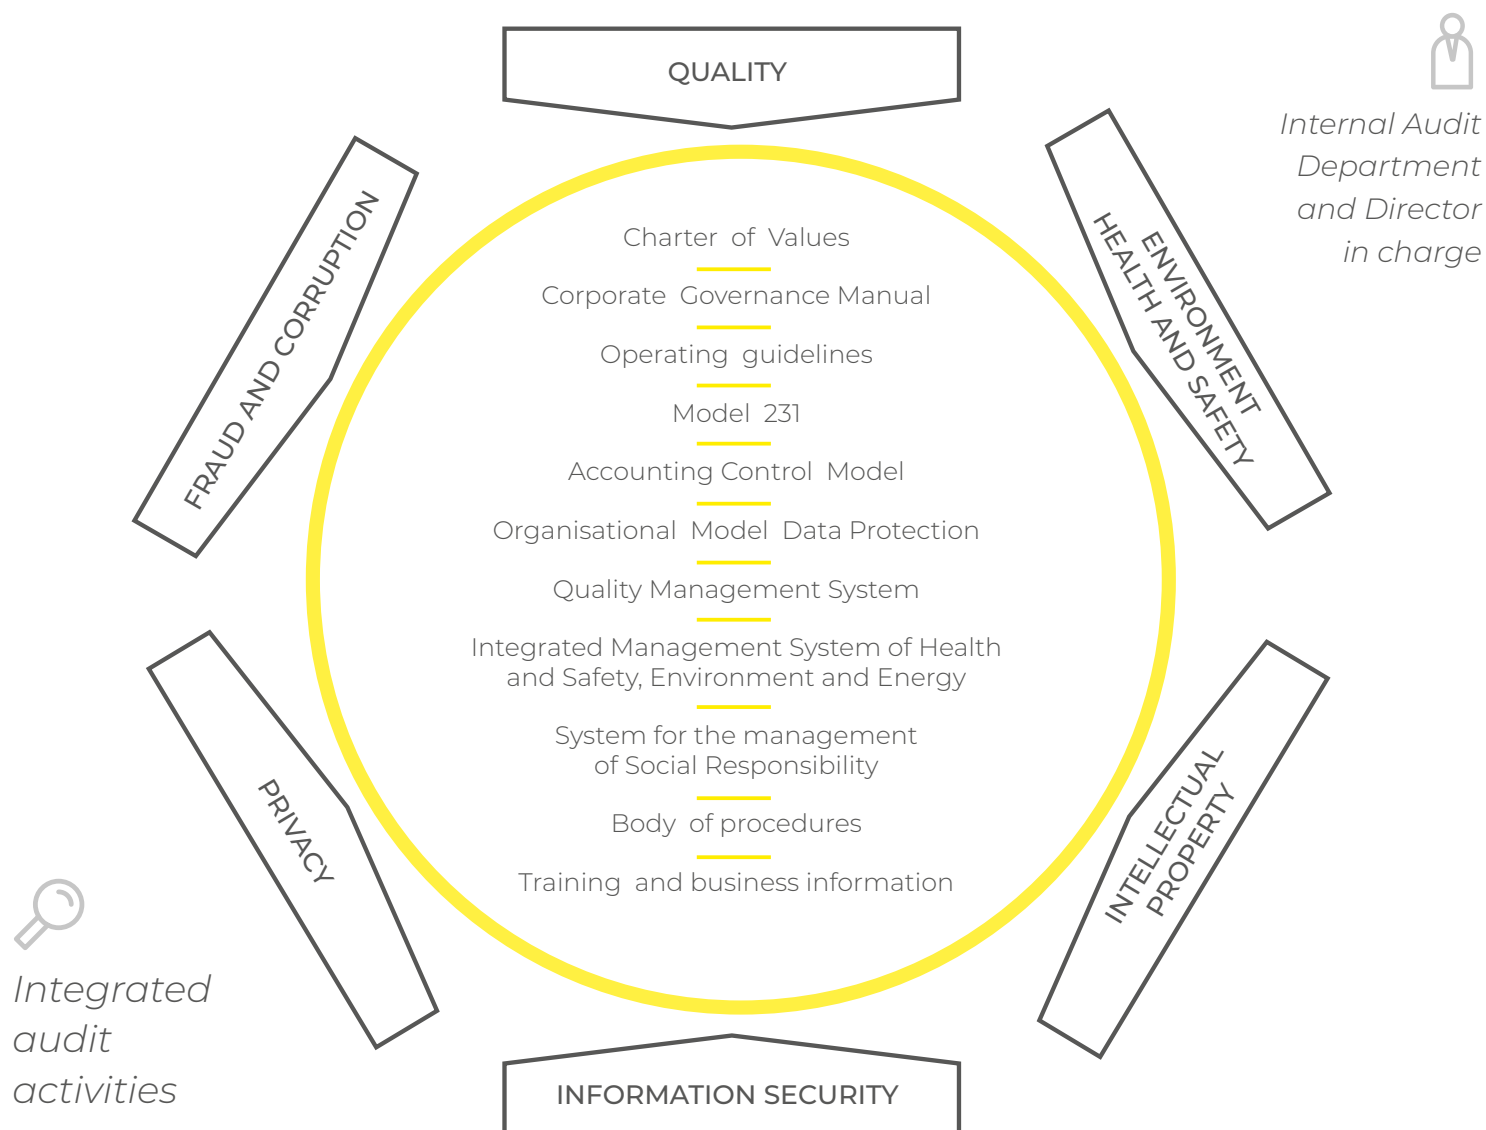 QUALITY
Internal Audit
Department
and Director
in charge
FRAUD AND CORRUPTION
ENVIRONMENT
HEALTH AND SAFETY
Charter of Values
Corporate Governance Manual
Operating guidelines
Model 231
Accounting Control Model
Organisational Model Data Protection
Quality Management System
Integrated Management System of Health
and Safety, Environment and Energy
System for the management
of Social Responsibility
Body of procedures
Training and business information
PRIVACY
INTELLECTUAL
PROPERTY
Integrated
audit
activities
INFORMATION SECURITY